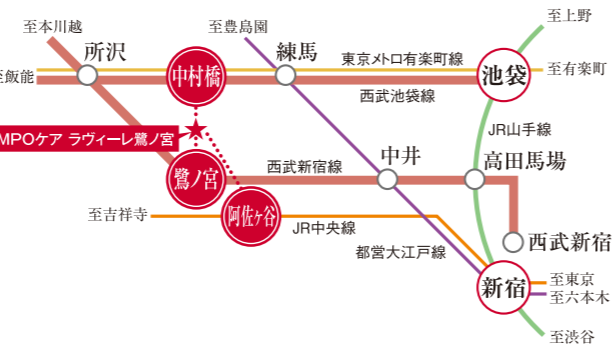 至本川越
至豊島園
至上野
所沢
練馬
東京メトロ有楽町線
中村橋
池袋
至有楽町
至飯能
西武池袋線
JR山手線
MPOケア ラヴィーレ鷺ノ宮
中井
高田馬場
西武新宿線
鷺ノ宮
阿佐ヶ谷
至吉祥寺
JR中央線
都営大江戸線
西武新宿
新宿
至東京
至六本木
至渋谷